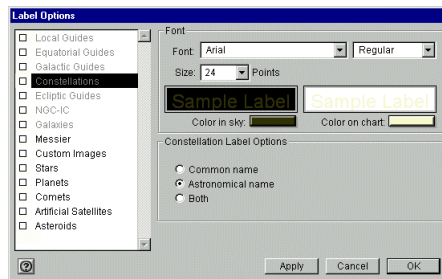 Label Options
Local Guides
Equatorial Guides
Galactic Guides
Constellations
Ecliptic Guides
NGC-IC
Galaxies
Messier
Custom Images
Stars
Planets
Comets
Artificial Satellites
Asteroids
Font
Font: Arial Regular
Size: 24 Points
Sample Label Sample Label
Color in sky: Color on chart:
Constellation Label Options
Common name
Astronomical name
Both
? Apply Cancel OK